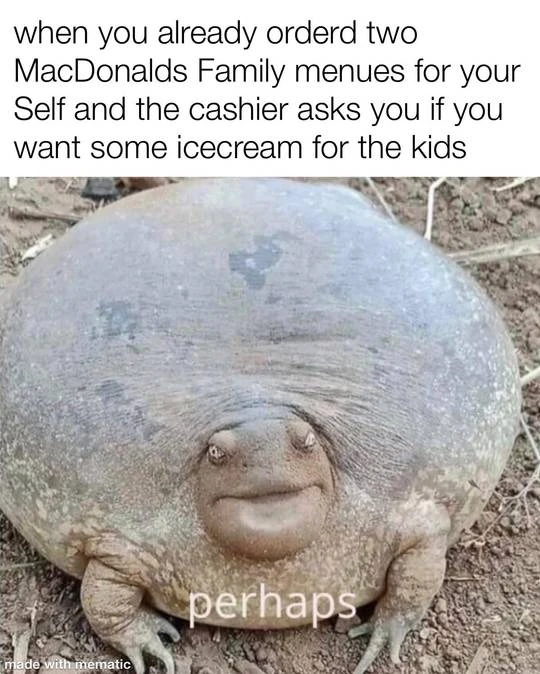 when you already orderd two
MacDonalds Family menues for your
Self and the cashier asks you if you
want some icecream for the kids
perhaps
made with mematic